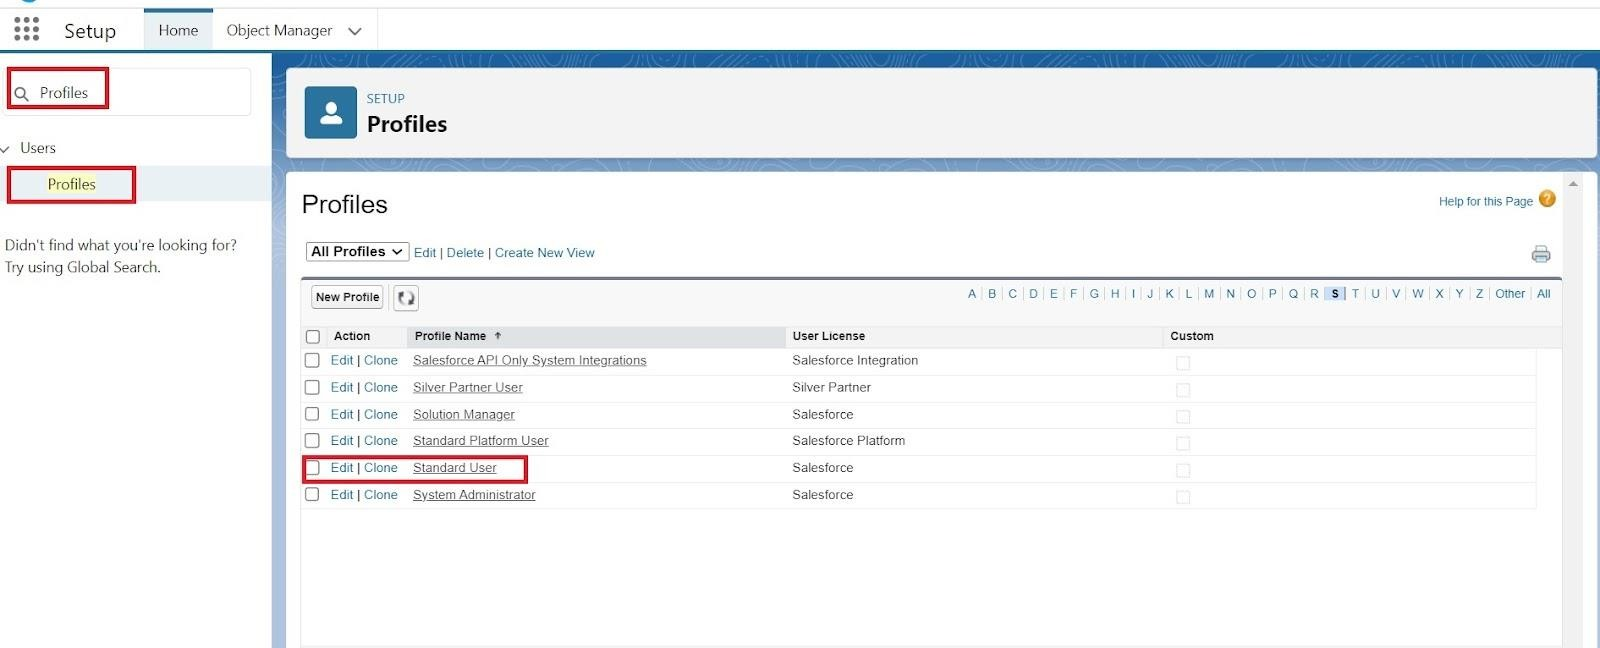 Setup Home Object Manager
Profiles
Users
Profiles
Didn't find what you're looking for?
Try using Global Search.
SETUP
Profiles
Profiles
Help for this Page ?
All Profiles Edit | Delete | Create New View
New Profile
A | B | C | D | E | F | G | H | I | J | K | L | M | N | O | P | Q | R | S | T | U | V | W | X | Y | Z | Other | All
Action Profile Name ↑ User License Custom
Edit | Clone Salesforce API Only System Integrations Salesforce Integration
Edit | Clone Silver Partner User Silver Partner
Edit | Clone Solution Manager Salesforce
Edit | Clone Standard Platform User Salesforce Platform
Edit | Clone Standard User Salesforce
Edit | Clone System Administrator Salesforce